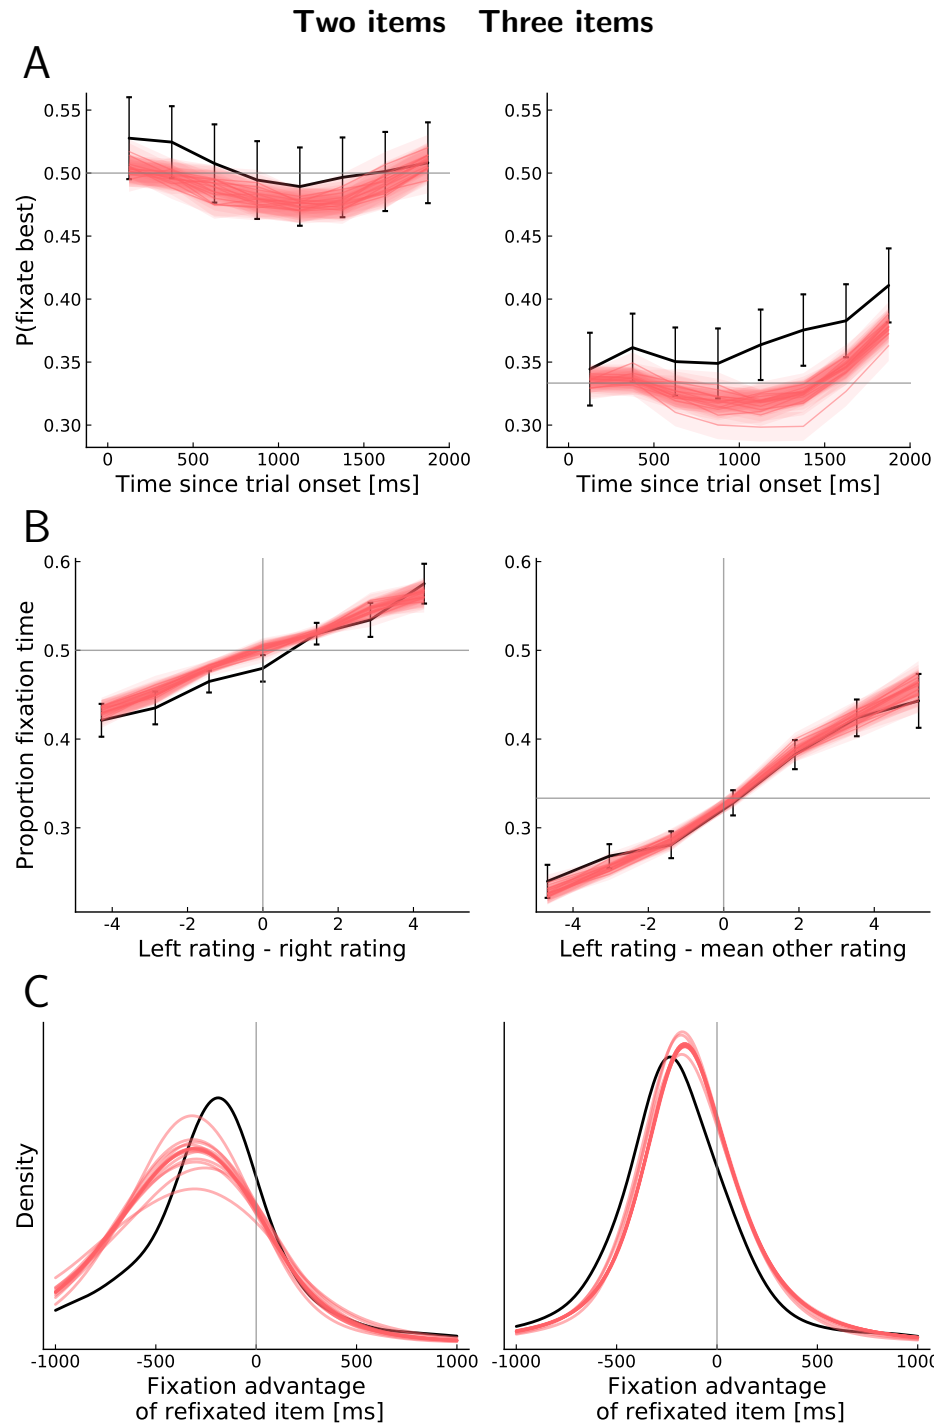 Two items Three items
A
P(fixate best)
0.55
0.50
0.45
0.40
0.35
0.30
0 500 1000 1500 2000
Time since trial onset [ms]
0.55
0.50
0.45
0.40
0.35
0.30
0 500 1000 1500 2000
Time since trial onset [ms]
B
Proportion fixation time
0.6
0.5
0.4
0.3
-4 -2 0 2 4
Left rating - right rating
0.6
0.5
0.4
0.3
-4 -2 0 2 4
Left rating - mean other rating
C
Density
-1000 -500 0 500 1000
Fixation advantage
of refixated item [ms]
-1000 -500 0 500 1000
Fixation advantage
of refixated item [ms]